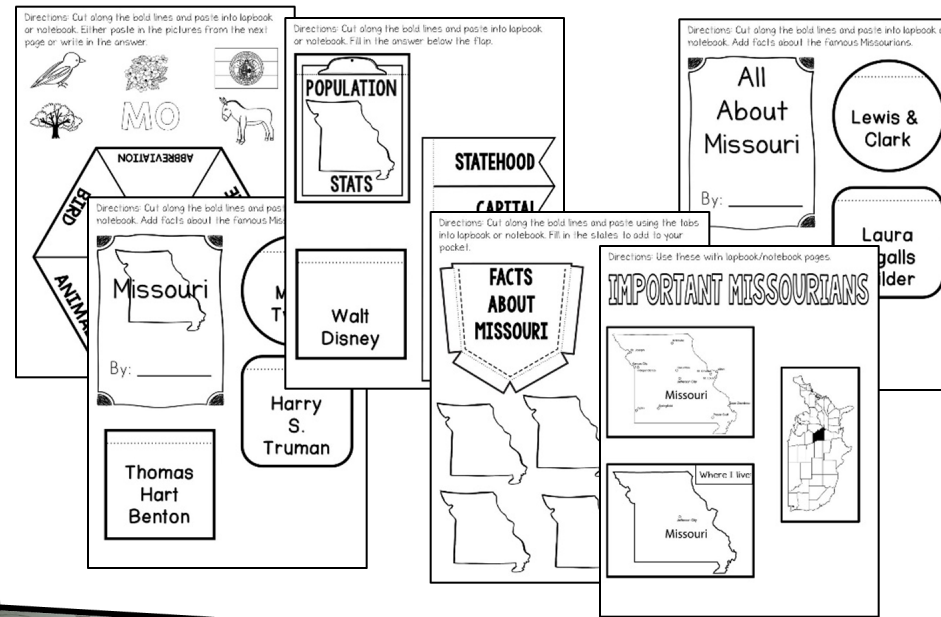 Directions: Cut along the bold lines and paste into lapbook
or notebook. Either paste in the pictures from the next
page or write in the answer.
MO
ABBREVIATION
BIRD
Directions: Cut along the bold lines and paste into lapbook
or notebook. Fill in the answer below the flap.
POPULATION
STATS
STATEHOOD
CAPITAL
Walt
Disney
Directions: Cut along the bold lines and paste into lapbook
notebook. Add facts about the famous Missourians.
All
About
Missouri
By:
Lewis &
Clark
Laura
Directions: Cut along the bold lines and
notebook. Add facts about the famous
Missouri
By:
Harry
S.
Truman
Thomas
Hart
Benton
Directions: Cut along the bold lines and paste using the tabs
into lapbook or notebook. Fill in the states to add to your
pocket.
FACTS
ABOUT
MISSOURI
Directions: Use these with lapbook/notebook pages.
IMPORTANT MISSOURIANS
Jefferson City
Missouri
Where I live
Jefferson City
Missouri